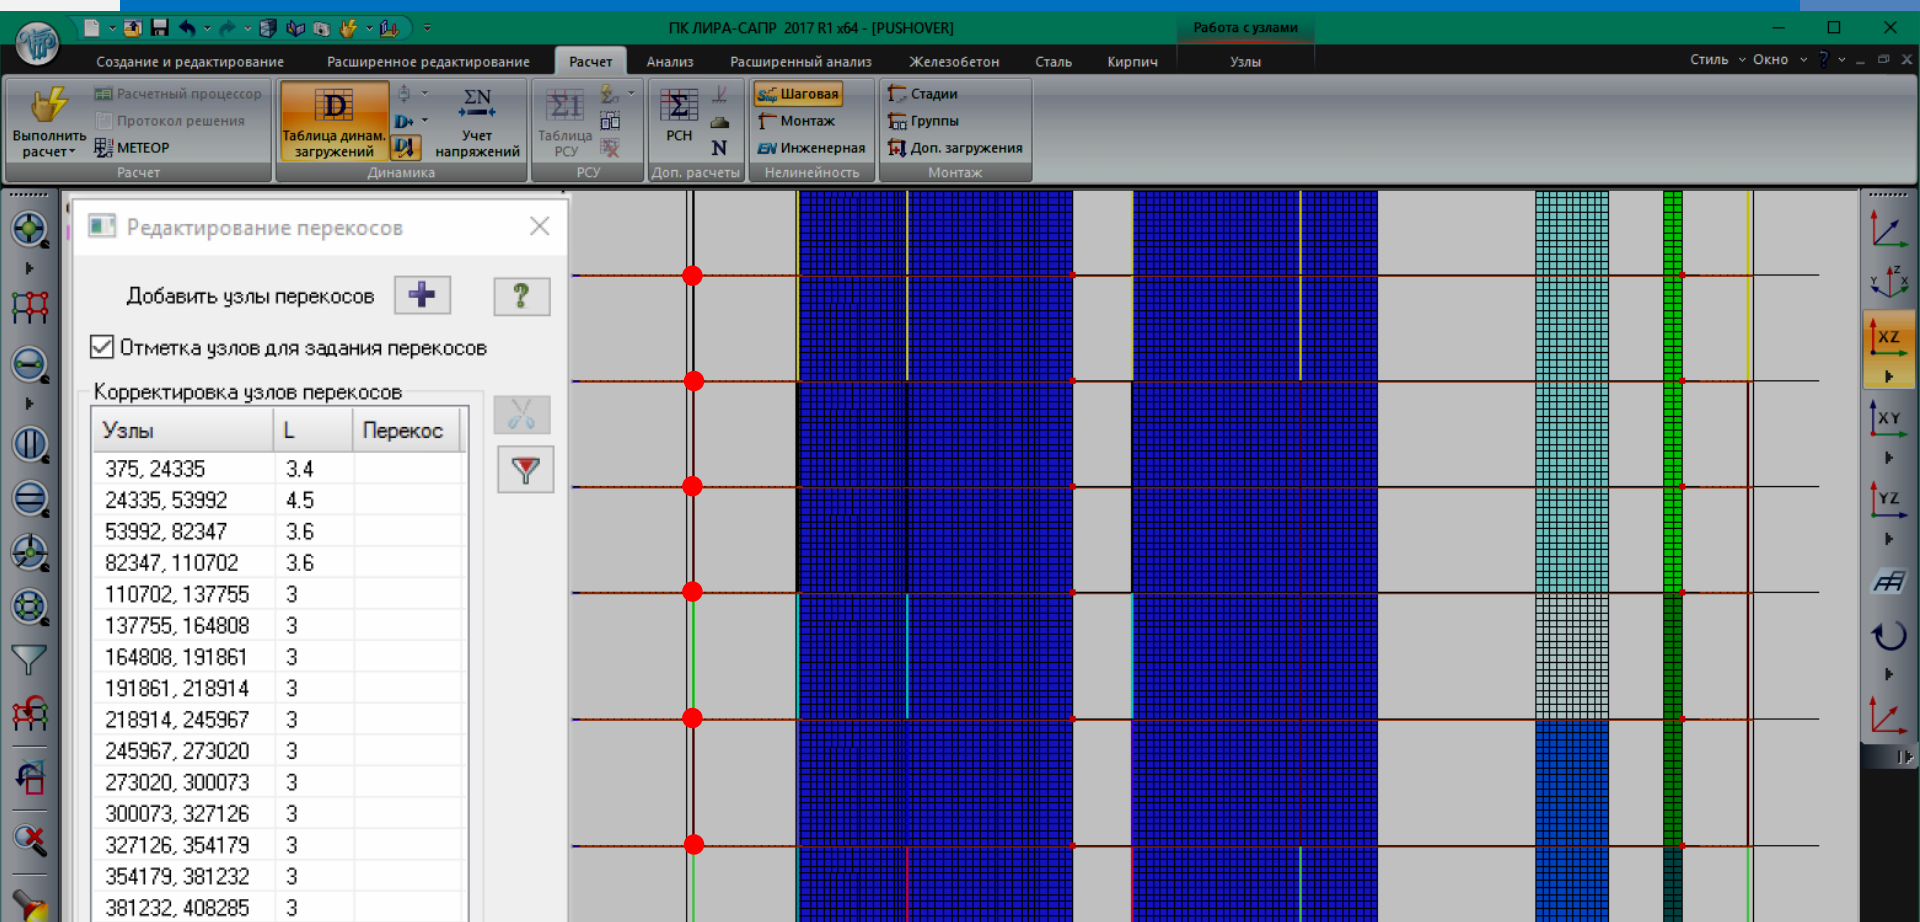 ПК ЛИРА-САПР 2017 R1 x64 - [PUSHOVER]
Работа с узлами
Создание и редактирование
Расширенное редактирование
Расчет
Анализ
Расширенный анализ
Железобетон
Сталь
Кирпич
Узлы
Стиль
Окно
?
Выполнить
расчет
Расчетный процессор
Протокол решения
МЕТЕОР
Расчет
D
Таблица динам.
загружений
D+
D
ΣN
Учет
напряжений
Динамика
Σ1
Таблица
РСУ
РСУ
Σ
РСН
N
Доп. расчеты
Step Шаговая
Монтаж
EN Инженерная
Нелинейность
Стадии
Группы
Доп. загружения
Монтаж
Редактирование перекосов
Добавить узлы перекосов
?
Отметка узлов для задания перекосов
Корректировка узлов перекосов
Узлы L Перекос
375, 24335 3.4
24335, 53992 4.5
53992, 82347 3.6
82347, 110702 3.6
110702, 137755 3
137755, 164808 3
164808, 191861 3
191861, 218914 3
218914, 245967 3
245967, 273020 3
273020, 300073 3
300073, 327126 3
327126, 354179 3
354179, 381232 3
381232, 408285 3
Z
Y X
XZ
XY
YZ